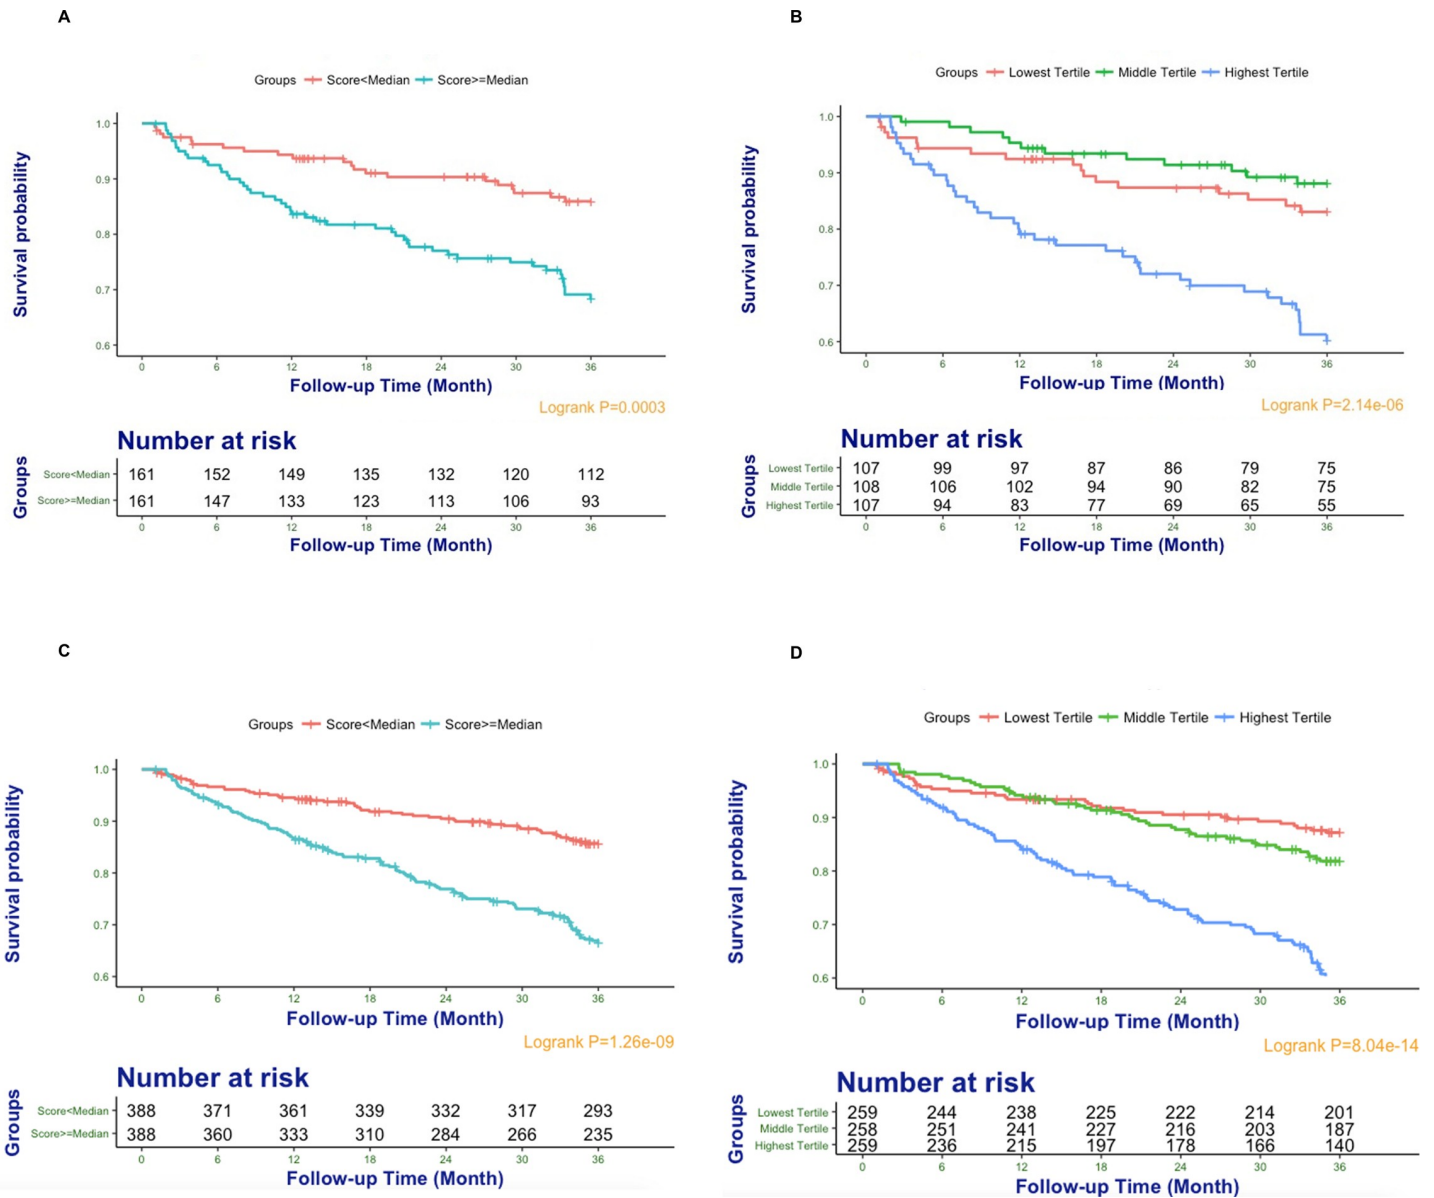 A
Groups Score<Median Score>=Median
Survival probability
1.0
0.9
0.8
0.7
0.6
0 6 12 18 24 30 36
Follow-up Time (Month)
Logrank P=0.0003
Number at risk
Groups
Score<Median 161 152 149 135 132 120 112
Score>=Median 161 147 133 123 113 106 93
0 6 12 18 24 30 36
Follow-up Time (Month)
B
Groups Lowest Tertile Middle Tertile Highest Tertile
Survival probability
1.0
0.9
0.8
0.7
0.6
0 6 12 18 24 30 36
Follow-up Time (Month)
Logrank P=2.14e-06
Number at risk
Groups
Lowest Tertile 107 99 97 87 86 79 75
Middle Tertile 108 106 102 94 90 82 75
Highest Tertile 107 94 83 77 69 65 55
0 6 12 18 24 30 36
Follow-up Time (Month)
C
Groups Score<Median Score>=Median
Survival probability
1.0
0.9
0.8
0.7
0.6
0 6 12 18 24 30 36
Follow-up Time (Month)
Logrank P=1.26e-09
Number at risk
Groups
Score<Median 388 371 361 339 332 317 293
Score>=Median 388 360 333 310 284 266 235
0 6 12 18 24 30 36
Follow-up Time (Month)
D
Groups Lowest Tertile Middle Tertile Highest Tertile
Survival probability
1.0
0.9
0.8
0.7
0.6
0 6 12 18 24 30 36
Follow-up Time (Month)
Logrank P=8.04e-14
Number at risk
Groups
Lowest Tertile 259 244 238 225 222 214 201
Middle Tertile 258 251 241 227 216 203 187
Highest Tertile 259 236 215 197 178 166 140
0 6 12 18 24 30 36
Follow-up Time (Month)